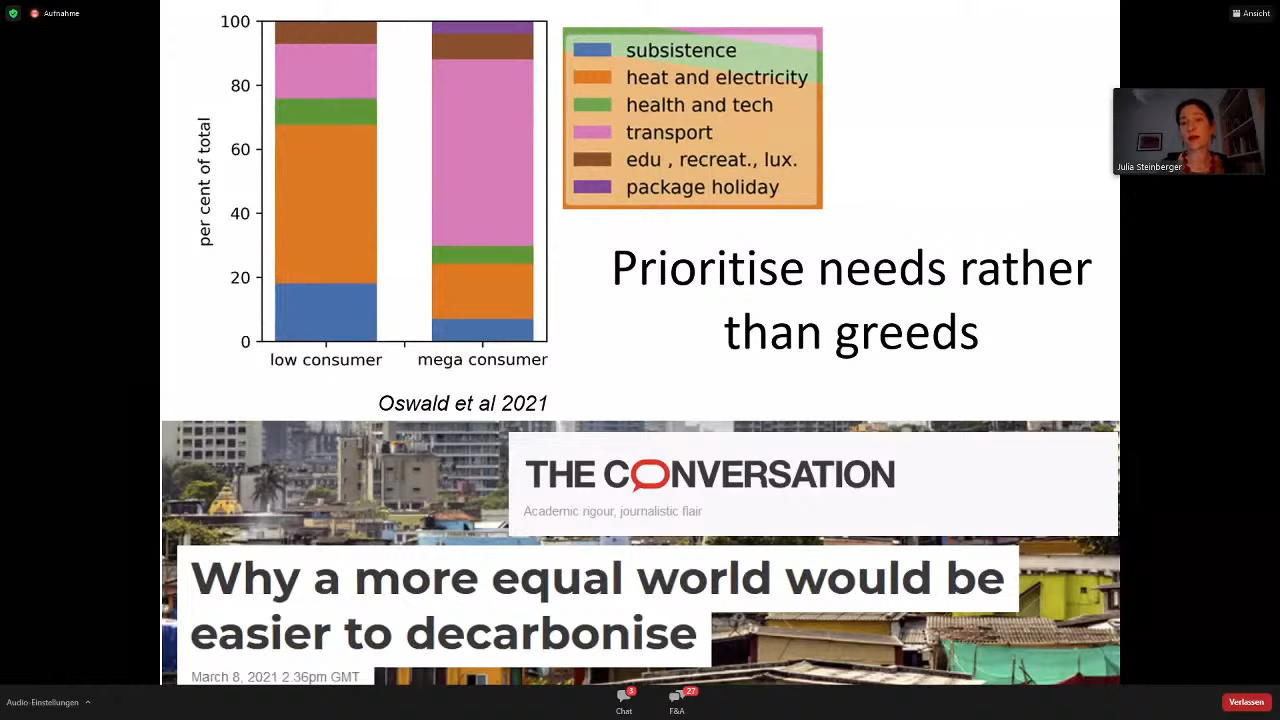 Aufnahme
Ansicht
100
80
60
40
20
0
per cent of total
low consumer
mega consumer
subsistence
heat and electricity
health and tech
transport
edu , recreat., lux.
package holiday
Julia Steinberger
Prioritise needs rather
than greeds
Oswald et al 2021
THE CONVERSATION
Academic rigour, journalistic flair
Why a more equal world would be
easier to decarbonise
March 8, 2021 2.36pm GMT
Audio-Einstellungen
3
Chat
27
F&A
Verlassen